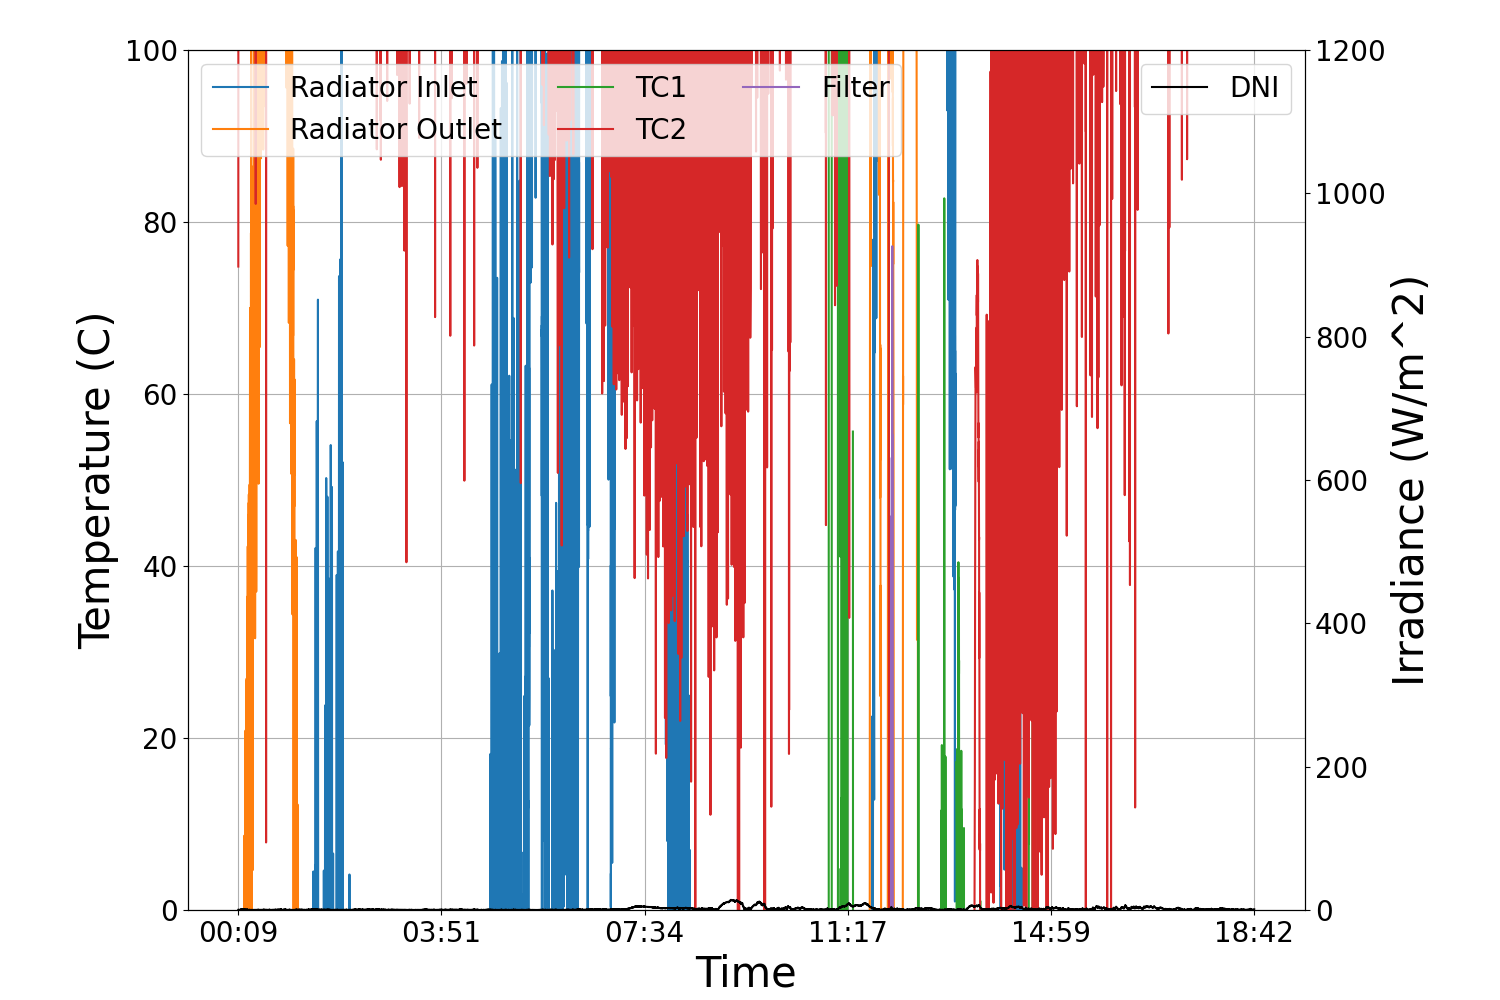 100
80
60
40
20
0
Temperature (C)
Radiator Inlet
Radiator Outlet
TC1
TC2
Filter
DNI
1200
1000
800
600
400
200
0
Irradiance (W/m^2)
00:09 03:51 07:34 11:17 14:59 18:42
Time